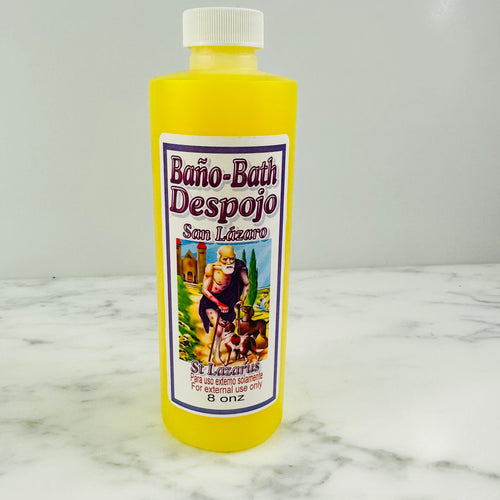 Baño-Bath
Despojo
San Lázaro
St Lazarus
Para uso externo solamente
For external use only
8 onz